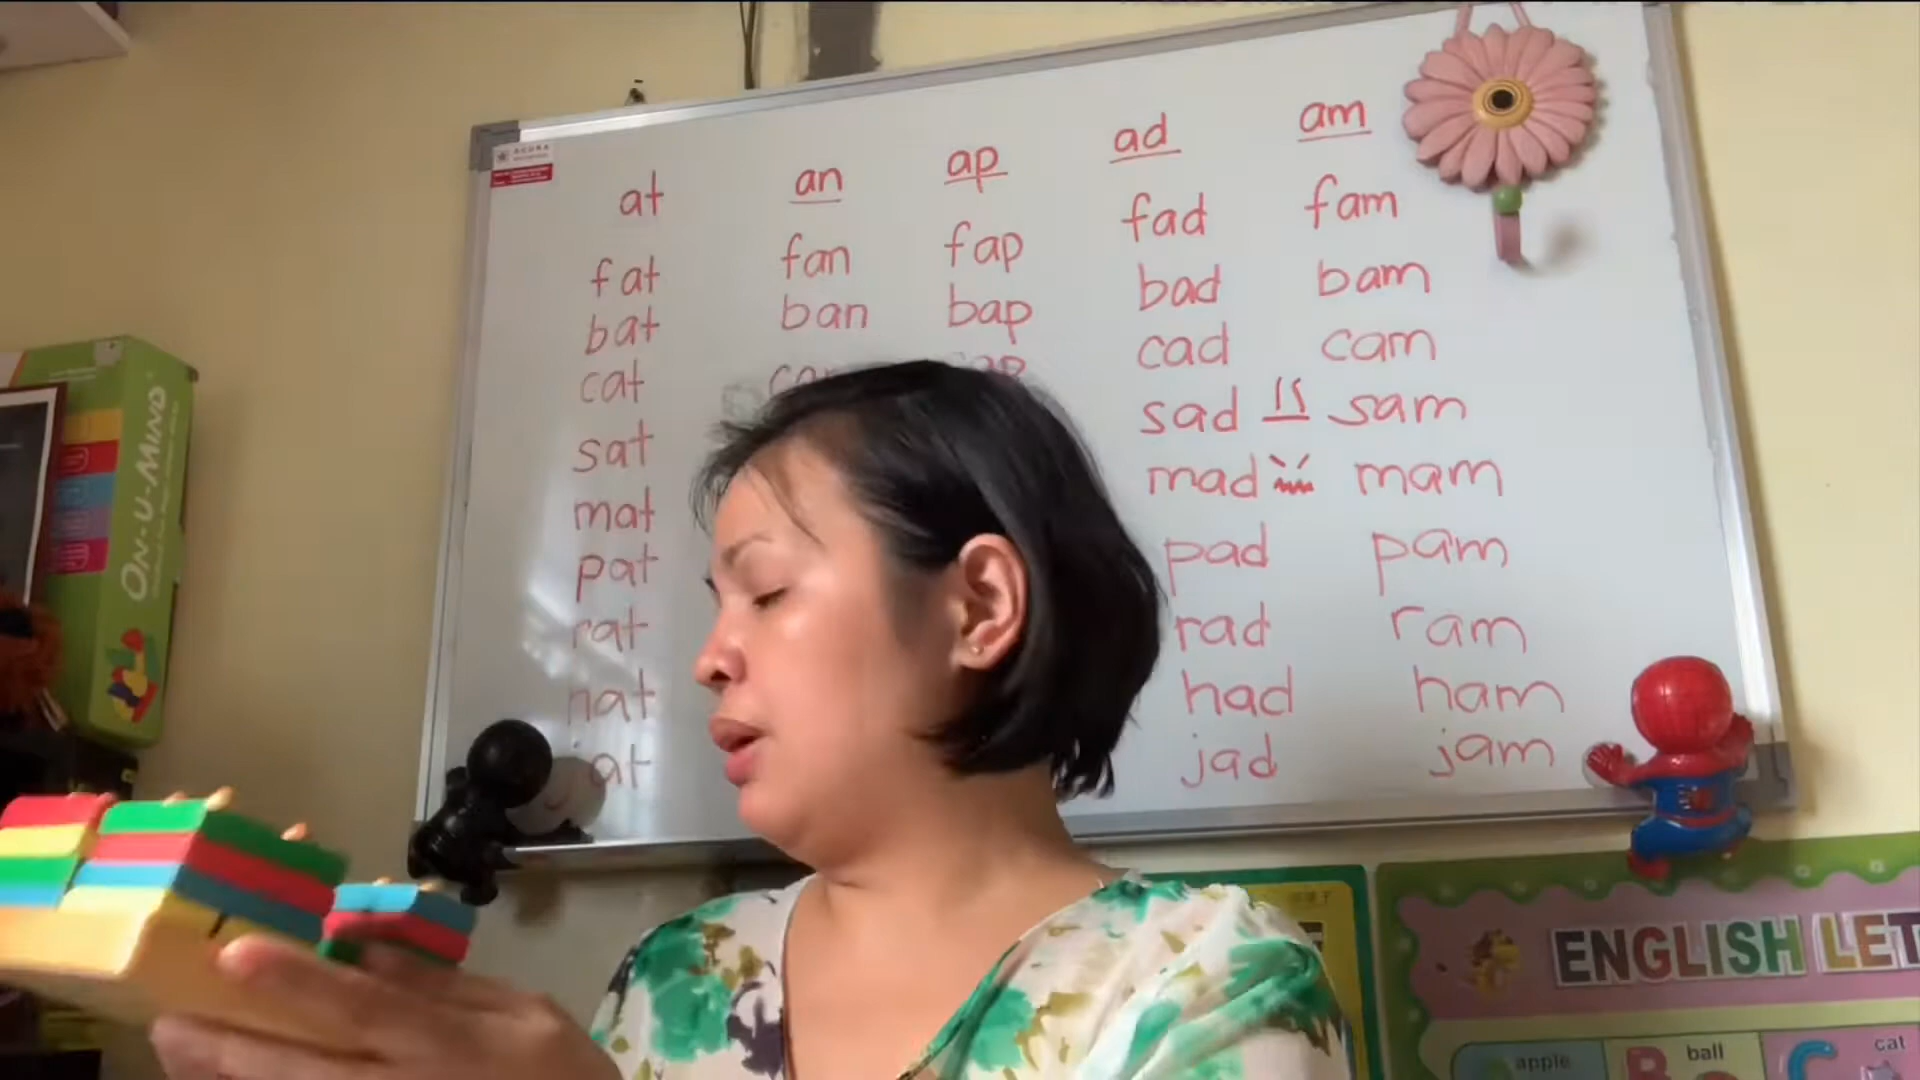 at an ap ad am
fat fan fap fad fam
bat ban bap bad bam
cat cad cam
sat sad sam
mat mad mam
pat pad pam
rat rad ram
hat had ham
jad jam
ON-U-MIND
ENGLISH LET
apple ball cat